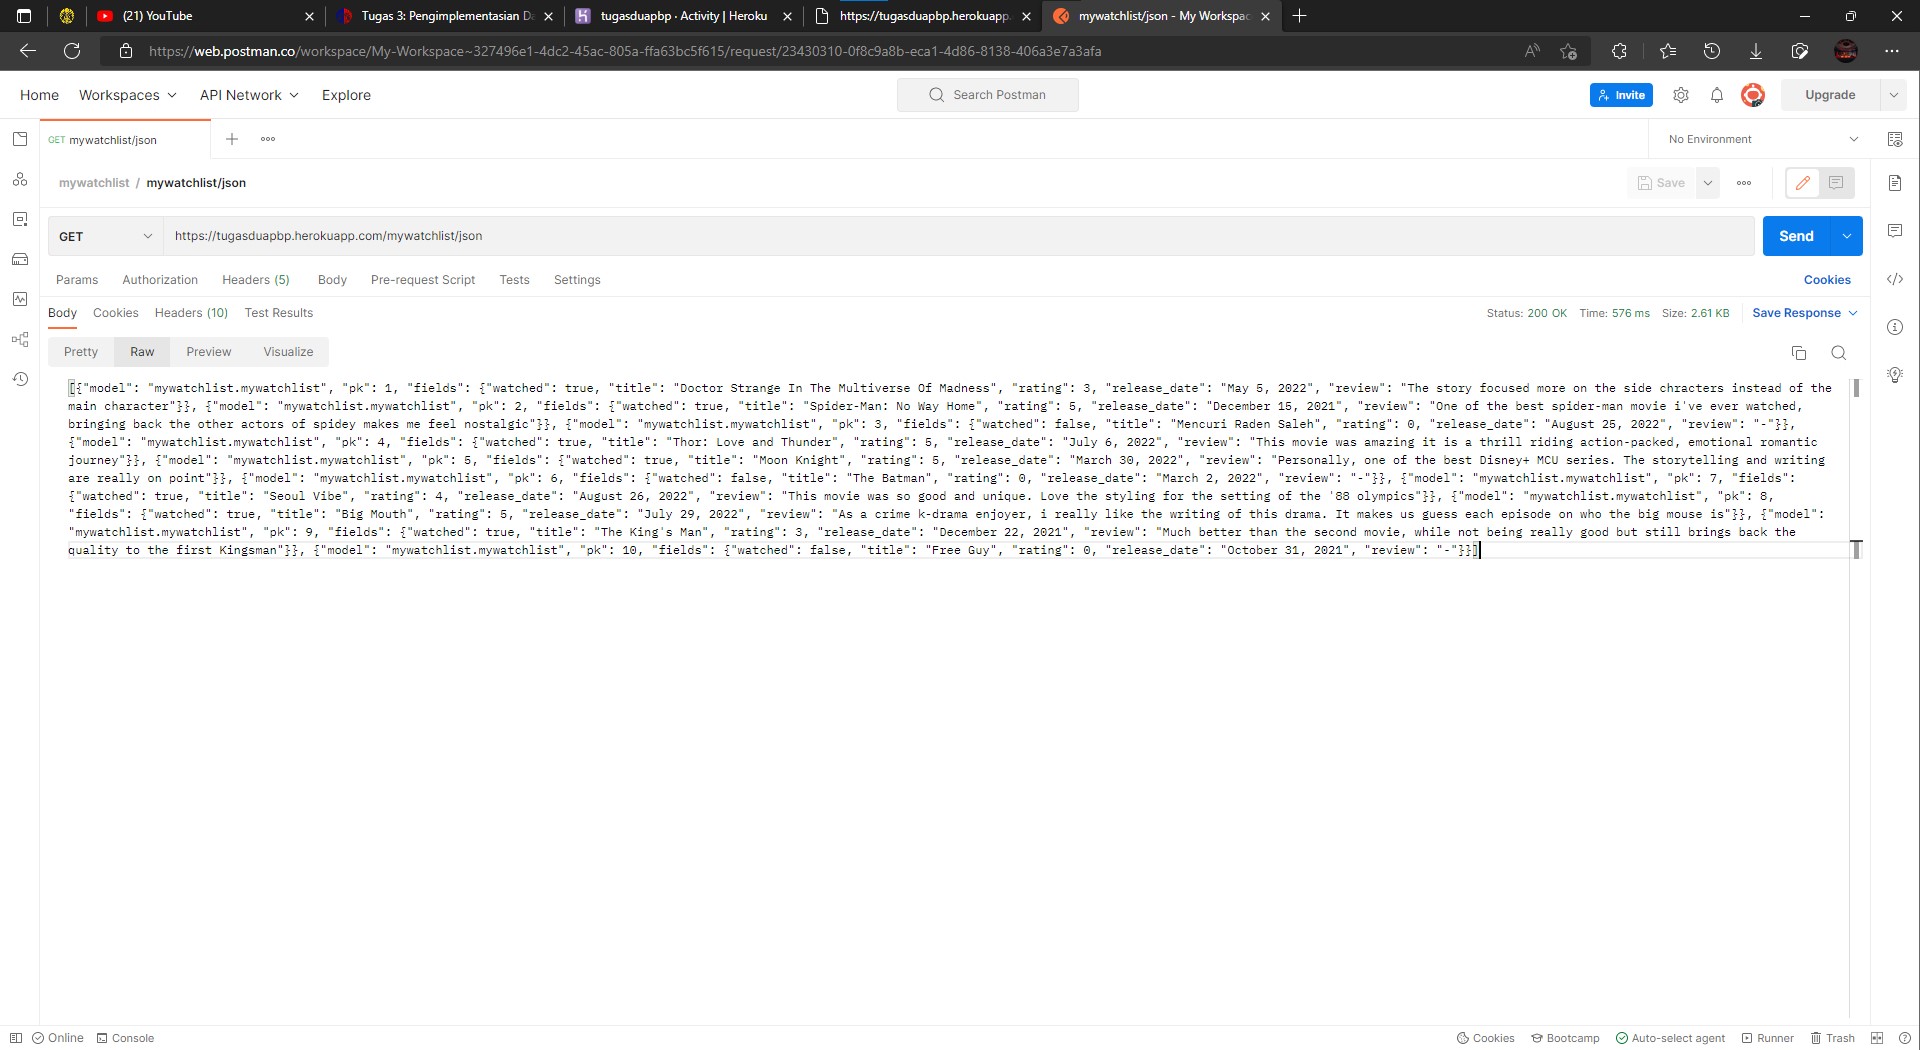 (21) YouTube
Tugas 3: Pengimplementasian Da
tugasduapbp · Activity | Heroku
https://tugasduapbp.herokuapp.
mywatchlist/json - My Workspac
https://web.postman.co/workspace/My-Workspace~327496e1-4dc2-45ac-805a-ffa63bc5f615/request/23430310-0f8c9a8b-eca1-4d86-8138-406a3e7a3afa
Home Workspaces API Network Explore
Search Postman
Invite
Upgrade
GET mywatchlist/json
No Environment
mywatchlist / mywatchlist/json
Save
GET https://tugasduapbp.herokuapp.com/mywatchlist/json
Send
Params Authorization Headers (5) Body Pre-request Script Tests Settings
Cookies
Body Cookies Headers (10) Test Results
Status: 200 OK Time: 576 ms Size: 2.61 KB Save Response
Pretty Raw Preview Visualize
[{"model": "mywatchlist.mywatchlist", "pk": 1, "fields": {"watched": true, "title": "Doctor Strange In The Multiverse Of Madness", "rating": 3, "release_date": "May 5, 2022", "review": "The story focused more on the side chracters instead of the
main character"}}, {"model": "mywatchlist.mywatchlist", "pk": 2, "fields": {"watched": true, "title": "Spider-Man: No Way Home", "rating": 5, "release_date": "December 15, 2021", "review": "One of the best spider-man movie i've ever watched,
bringing back the other actors of spidey makes me feel nostalgic"}}, {"model": "mywatchlist.mywatchlist", "pk": 3, "fields": {"watched": false, "title": "Mencuri Raden Saleh", "rating": 0, "release_date": "August 25, 2022", "review": "-"}},
{"model": "mywatchlist.mywatchlist", "pk": 4, "fields": {"watched": true, "title": "Thor: Love and Thunder", "rating": 5, "release_date": "July 6, 2022", "review": "This movie was amazing it is a thrill riding action-packed, emotional romantic
journey"}}, {"model": "mywatchlist.mywatchlist", "pk": 5, "fields": {"watched": true, "title": "Moon Knight", "rating": 5, "release_date": "March 30, 2022", "review": "Personally, one of the best Disney+ MCU series. The storytelling and writing
are really on point"}}, {"model": "mywatchlist.mywatchlist", "pk": 6, "fields": {"watched": false, "title": "The Batman", "rating": 0, "release_date": "March 2, 2022", "review": "-"}}, {"model": "mywatchlist.mywatchlist", "pk": 7, "fields":
{"watched": true, "title": "Seoul Vibe", "rating": 4, "release_date": "August 26, 2022", "review": "This movie was so good and unique. Love the styling for the setting of the '88 olympics"}}, {"model": "mywatchlist.mywatchlist", "pk": 8,
"fields": {"watched": true, "title": "Big Mouth", "rating": 5, "release_date": "July 29, 2022", "review": "As a crime k-drama enjoyer, i really like the writing of this drama. It makes us guess each episode on who the big mouse is"}}, {"model":
"mywatchlist.mywatchlist", "pk": 9, "fields": {"watched": true, "title": "The King's Man", "rating": 3, "release_date": "December 22, 2021", "review": "Much better than the second movie, while not being really good but still brings back the
quality to the first Kingsman"}}, {"model": "mywatchlist.mywatchlist", "pk": 10, "fields": {"watched": false, "title": "Free Guy", "rating": 0, "release_date": "October 31, 2021", "review": "-"}}]
Online Console
Cookies Bootcamp Auto-select agent Runner Trash